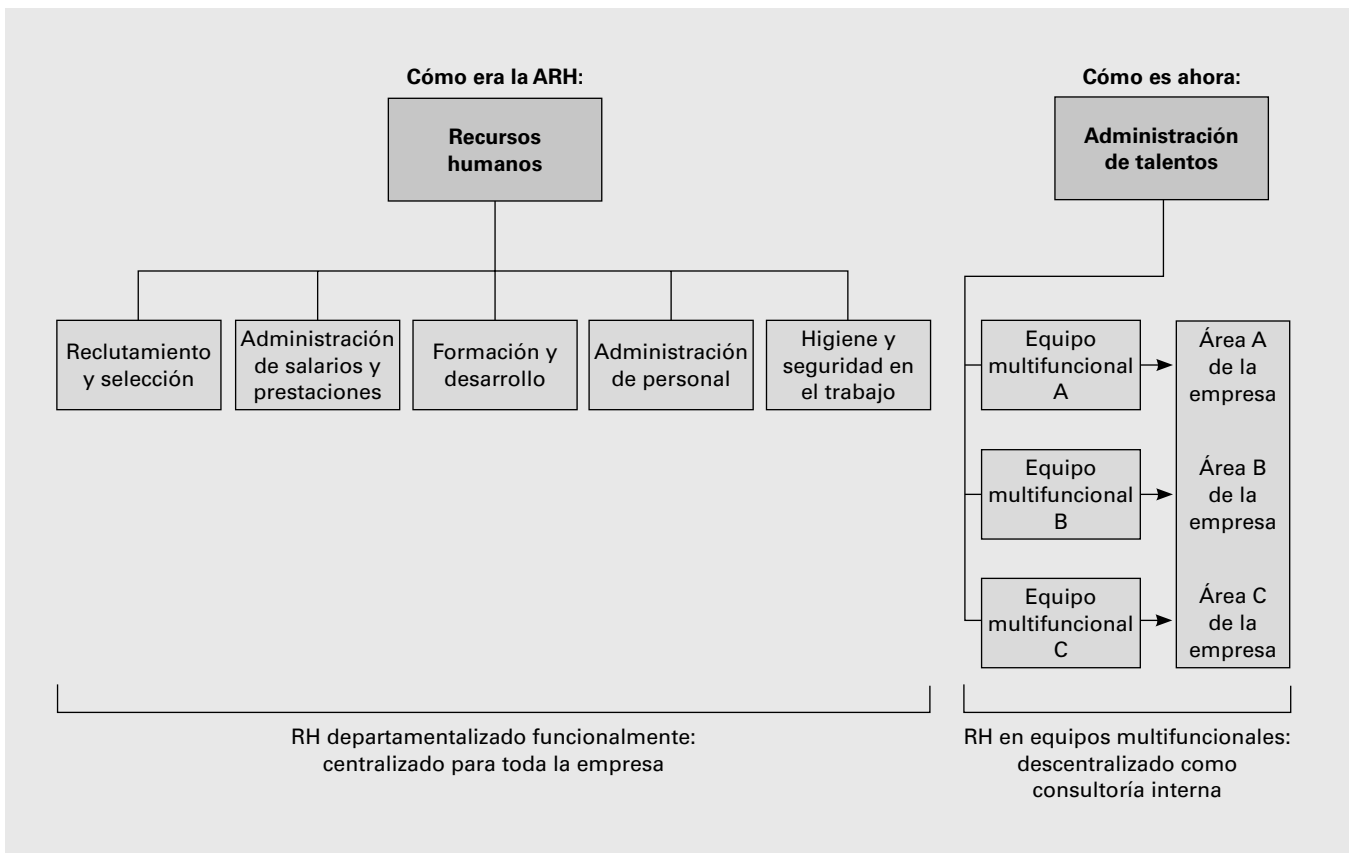 Cómo era la ARH:
Recursos
humanos
Reclutamiento
y selección
Administración
de salarios y
prestaciones
Formación y
desarrollo
Administración
de personal
Higiene y
seguridad en
el trabajo
RH departamentalizado funcionalmente:
centralizado para toda la empresa
Cómo es ahora:
Administración
de talentos
Equipo
multifuncional
A
Área A
de la
empresa
Equipo
multifuncional
B
Área B
de la
empresa
Equipo
multifuncional
C
Área C
de la
empresa
RH en equipos multifuncionales:
descentralizado como
consultoría interna